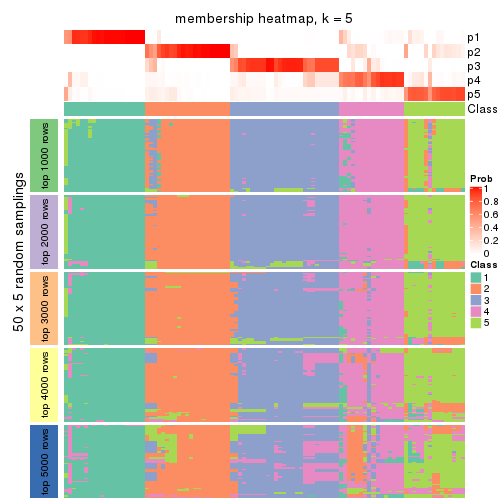 membership heatmap, k = 5
p1
p2
p3
p4
p5
Class
50 x 5 random samplings
top 1000 rows
top 2000 rows
top 3000 rows
top 4000 rows
top 5000 rows
Prob
1
0.8
0.6
0.4
0.2
0
Class
1
2
3
4
5